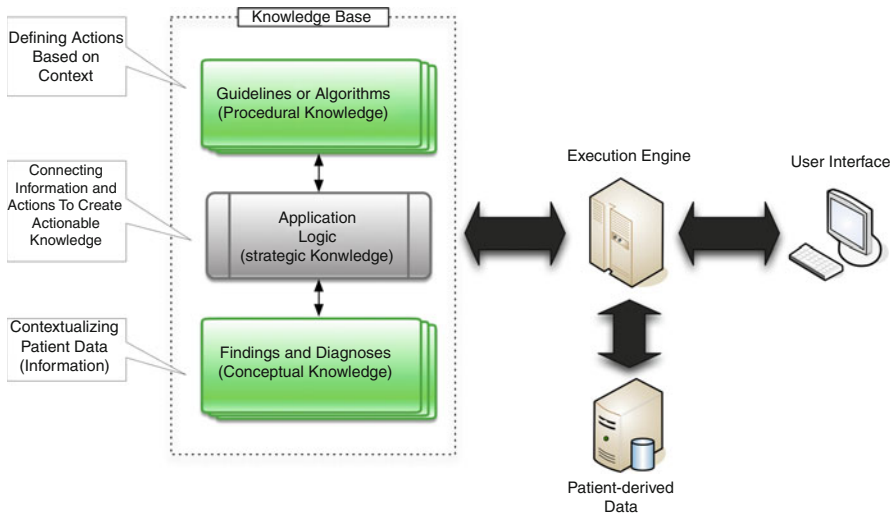 Knowledge Base
Defining Actions
Based on
Context
Guidelines or Algorithms
(Procedural Knowledge)
Connecting
Information and
Actions To Create
Actionable
Knowledge
Application
Logic
(strategic Konwledge)
Contextualizing
Patient Data
(Information)
Findings and Diagnoses
(Conceptual Knowledge)
Execution Engine
User Interface
Patient-derived
Data